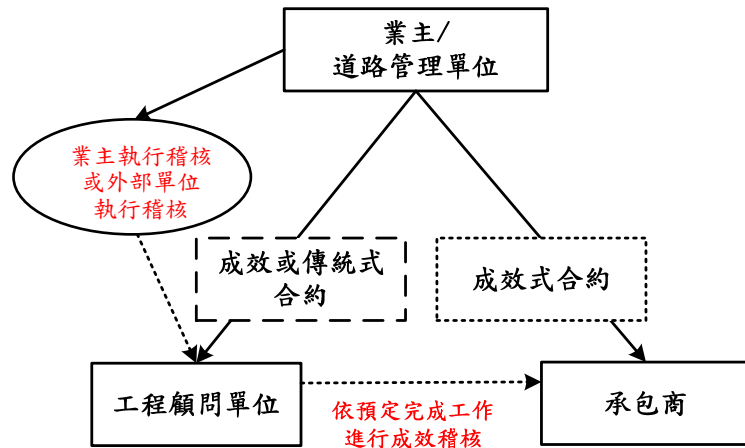 業主/
道路管理單位
業主執行稽核
或外部單位
執行稽核
成效或傳統式
合約
成效式合約
工程顧問單位
依預定完成工作
進行成效稽核
承包商